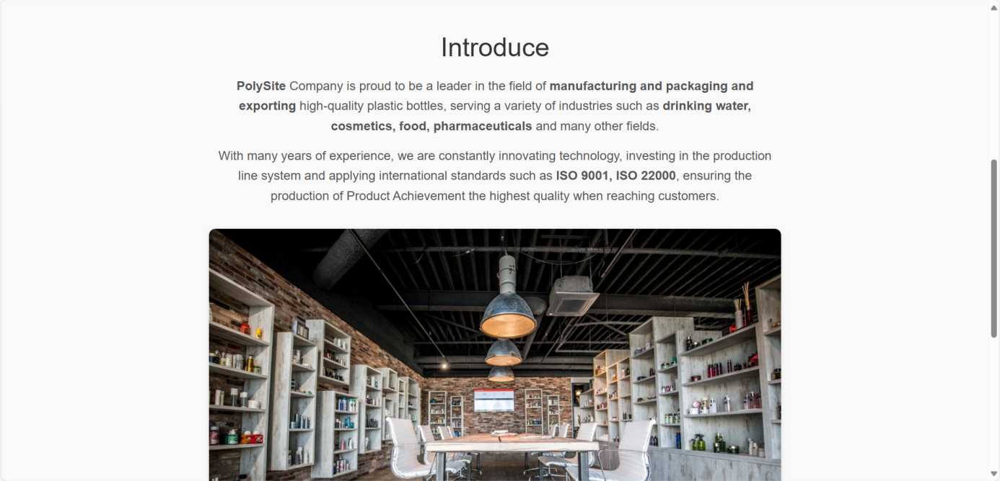 Introduce
PolySite Company is proud to be a leader in the field of manufacturing and packaging and
exporting high-quality plastic bottles, serving a variety of industries such as drinking water,
cosmetics, food, pharmaceuticals and many other fields.
With many years of experience, we are constantly innovating technology, investing in the production
line system and applying international standards such as ISO 9001, ISO 22000, ensuring the
production of Product Achievement the highest quality when reaching customers.